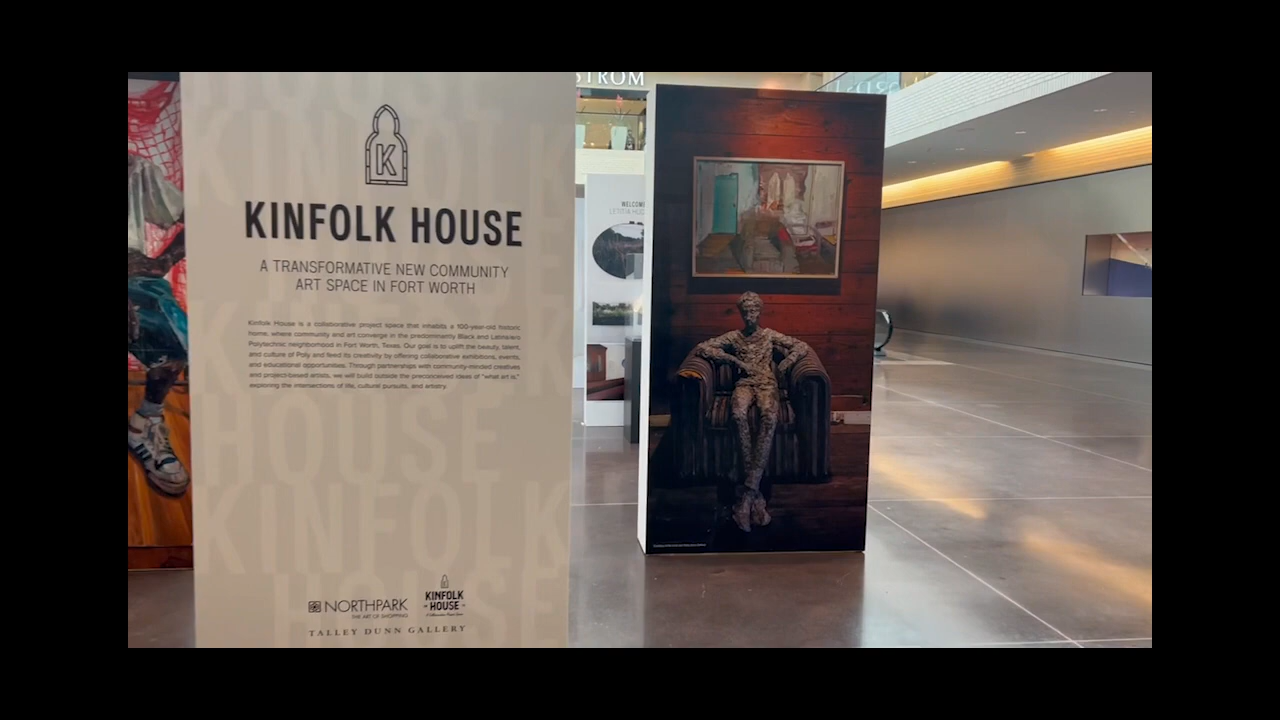 KINFOLK HOUSE
A TRANSFORMATIVE NEW COMMUNITY
ART SPACE IN FORT WORTH
Kinfolk House is a collaborative project space that inhabits a 100-year-old historic
home, where community and art converge in the predominantly Black and Latina/e/o
Polytechnic neighborhood in Fort Worth, Texas. Our goal is to uplift the beauty, talent,
and culture of Poly and feed its creativity by offering collaborative exhibitions, events,
and educational opportunities. Through partnerships with community-minded creatives
and project-based artists, we will build outside the preconceived ideas of "what art is,"
exploring the intersections of life, cultural pursuits, and artistry.
NORTHPARK
THE ART OF SHOPPING
KINFOLK
HOUSE
TALLEY DUNN GALLERY
K
HOUSE
KINFOLK
HOUSE
KINFOLK
HOUSE
STROM
WELCOME